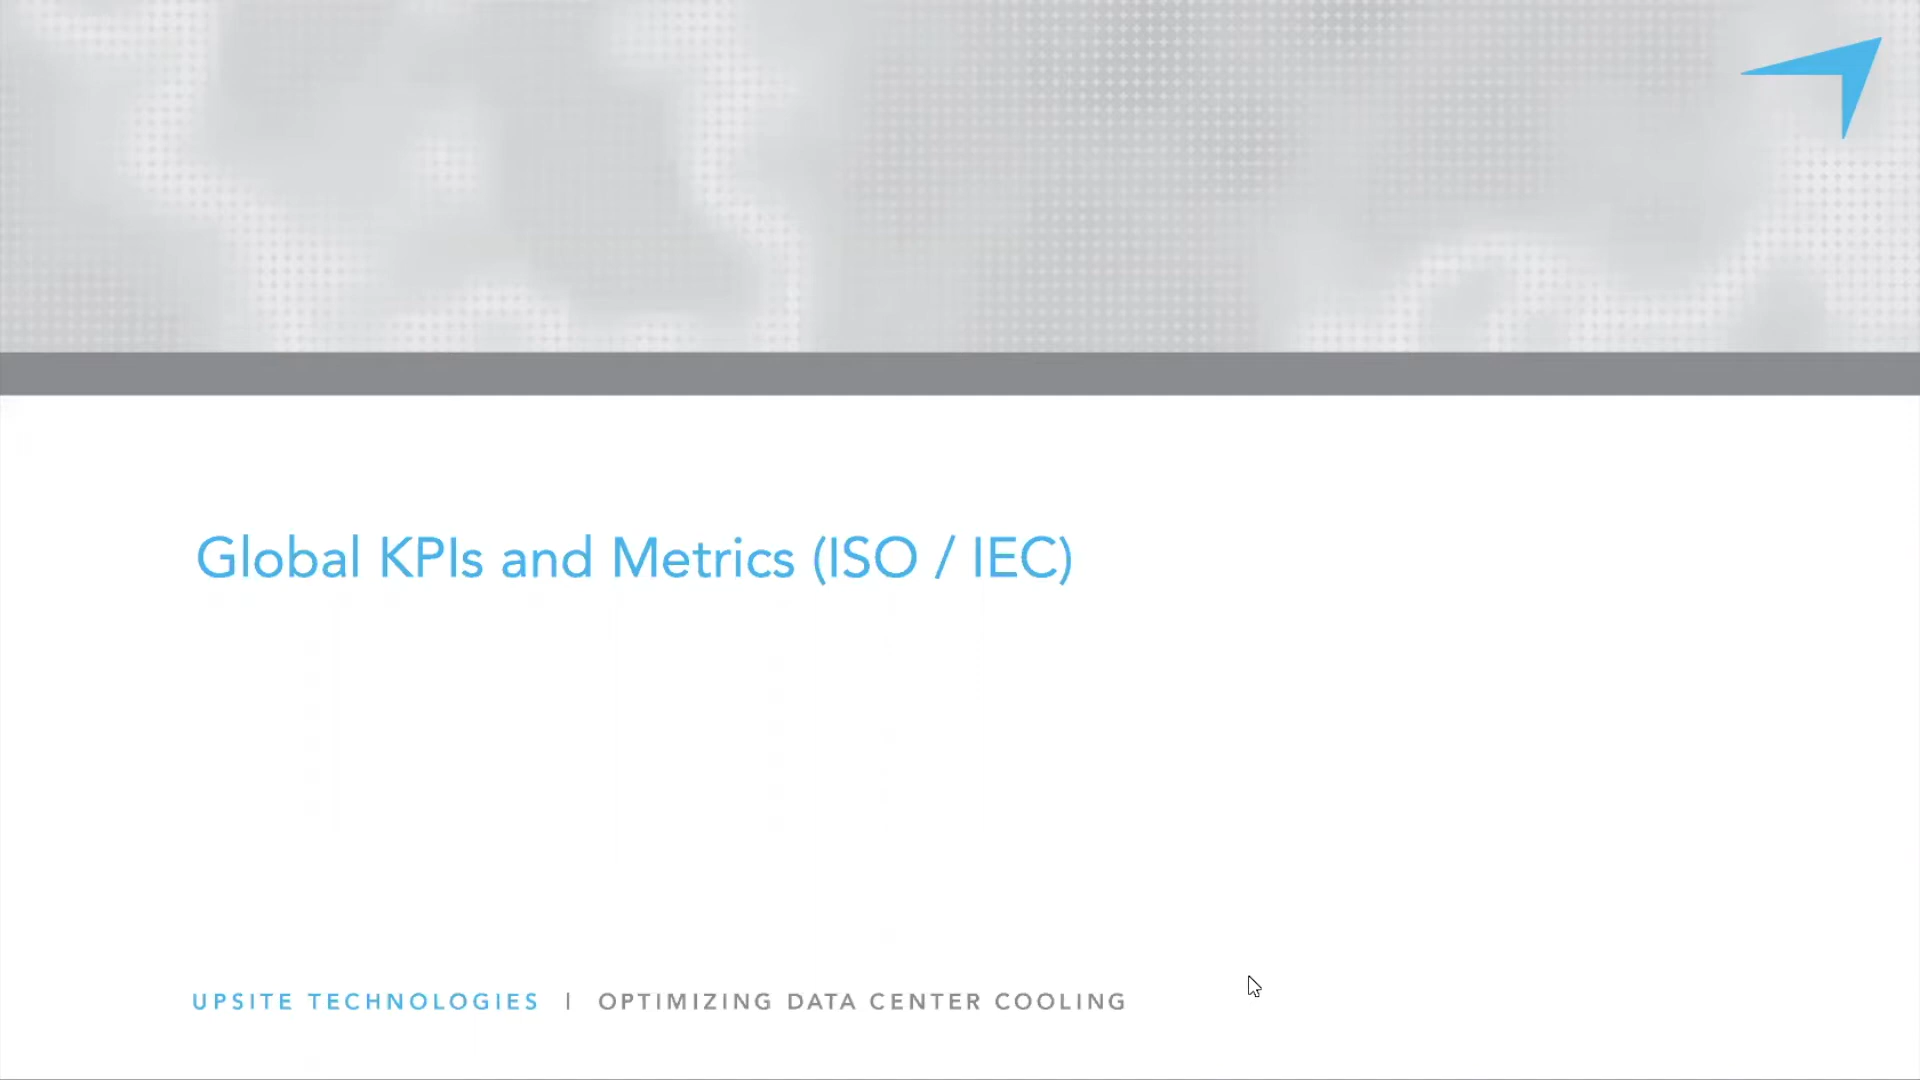 Global KPIs and Metrics (ISO / IEC)
UPSITE TECHNOLOGIES | OPTIMIZING DATA CENTER COOLING